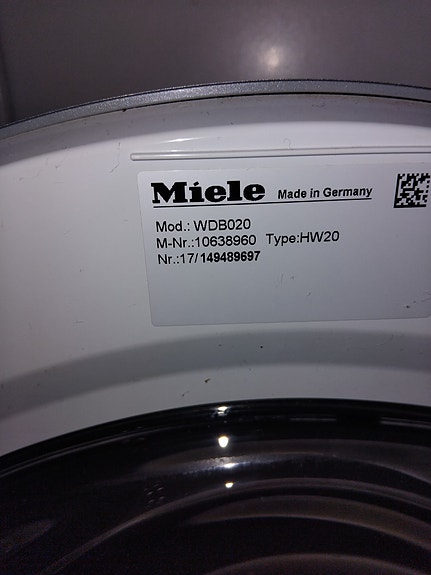 Miele Made in Germany
Mod.: WDB020
M-Nr.:10638960 Type:HW20
Nr.:17/149489697